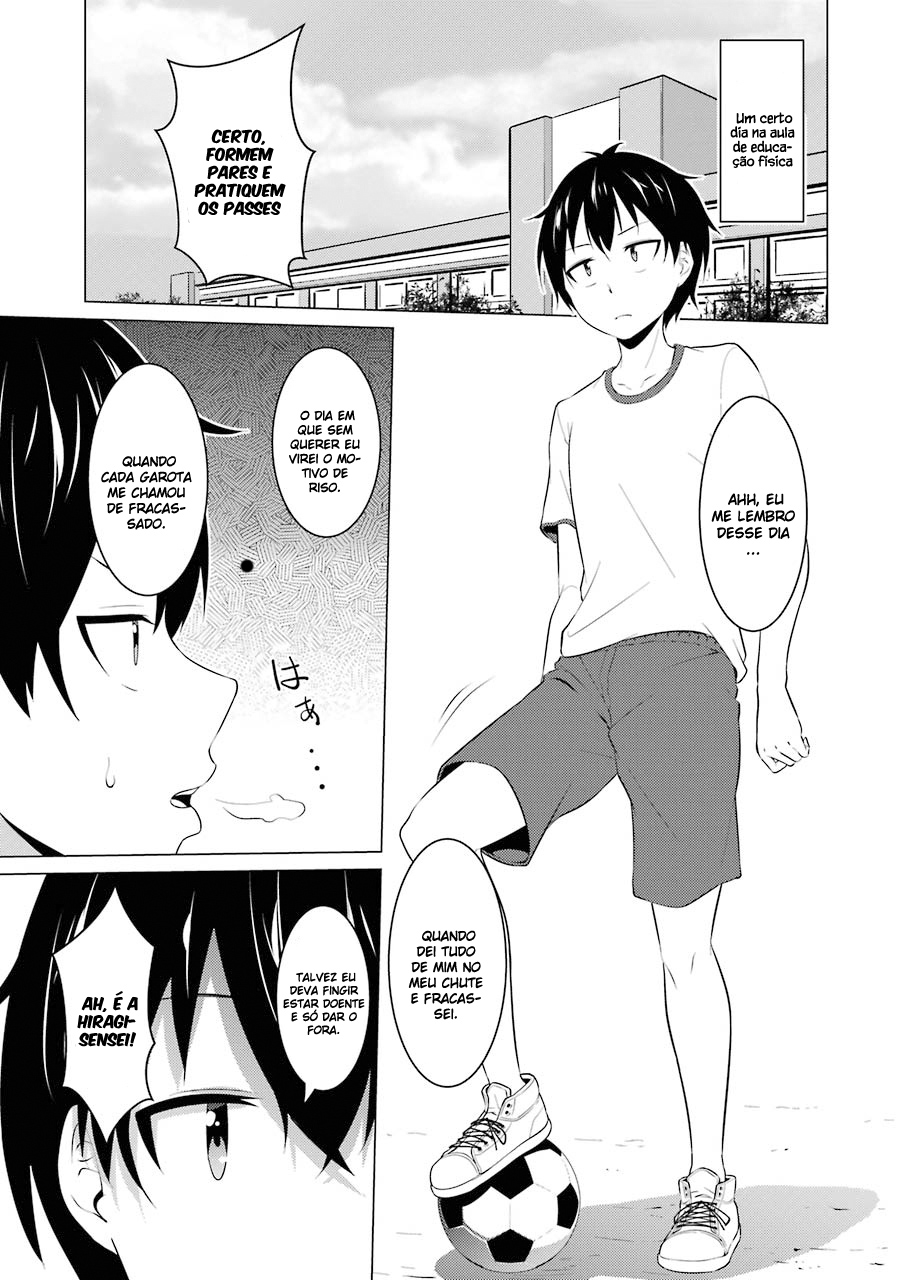 Um certo
dia na aula
de educa-
ção física
CERTO,
FORMEM
PARES E
PRATIQUEM
OS PASSES
AHH, EU
ME LEMBRO
DESSE DIA
...
QUANDO
DEI TUDO
DE MIM NO
MEU CHUTE
E FRACAS-
SEI.
O DIA EM
QUE SEM
QUERER EU
VIREI O MO-
TIVO DE
RISO.
QUANDO
CADA GAROTA
ME CHAMOU
DE FRACAS-
SADO.
はぁ…
TALVEZ EU
DEVA FINGIR
ESTAR DOENTE
E SÓ DAR O
FORA.
AH, É A
HIRAGI-
SENSEI!